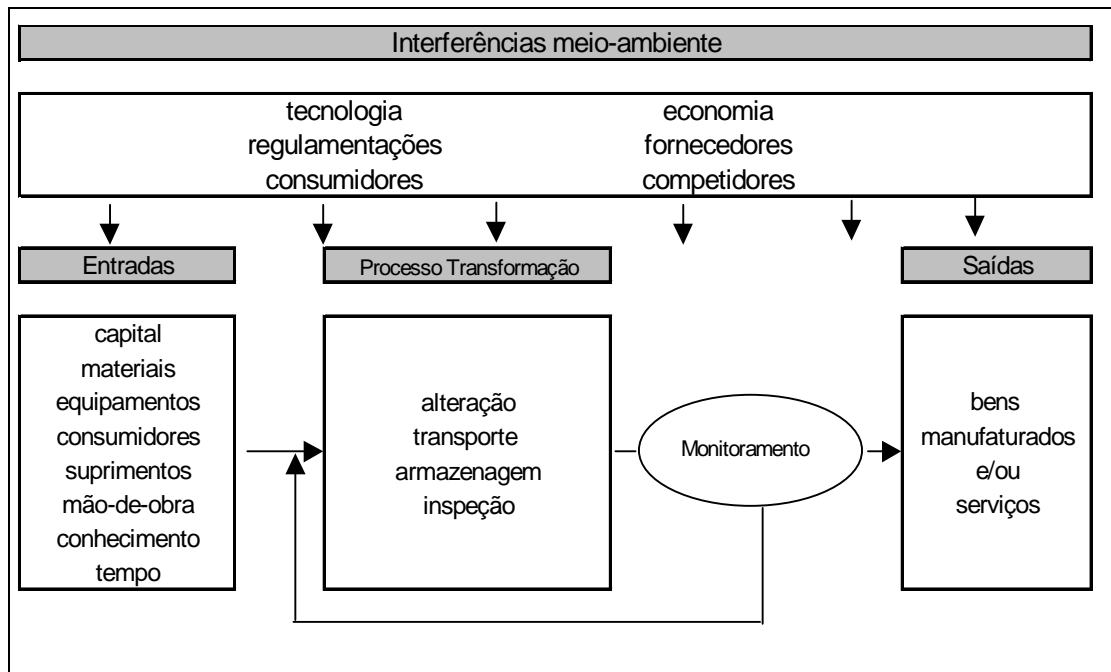 Interferências meio-ambiente
tecnologia
regulamentações
consumidores
economia
fornecedores
competidores
Entradas
Processo Transformação
Saídas
capital
materiais
equipamentos
consumidores
suprimentos
mão-de-obra
conhecimento
tempo
alteração
transporte
armazenagem
inspeção
Monitoramento
bens
manufaturados
e/ou
serviços